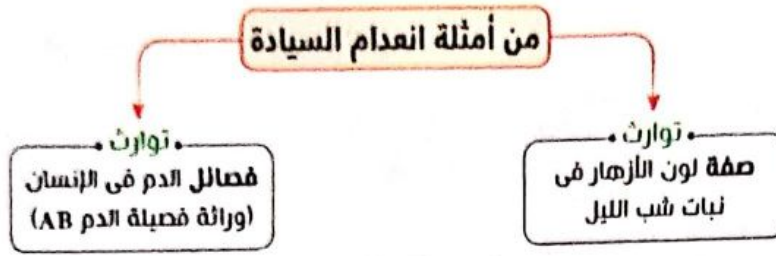 من أمثلة انعدام السيادة
توارث
صفة لون الأزهار فى
نبات شب الليل
توارث
فصائل الدم فى الإنسان
(وراثة فصيلة الدم AB)